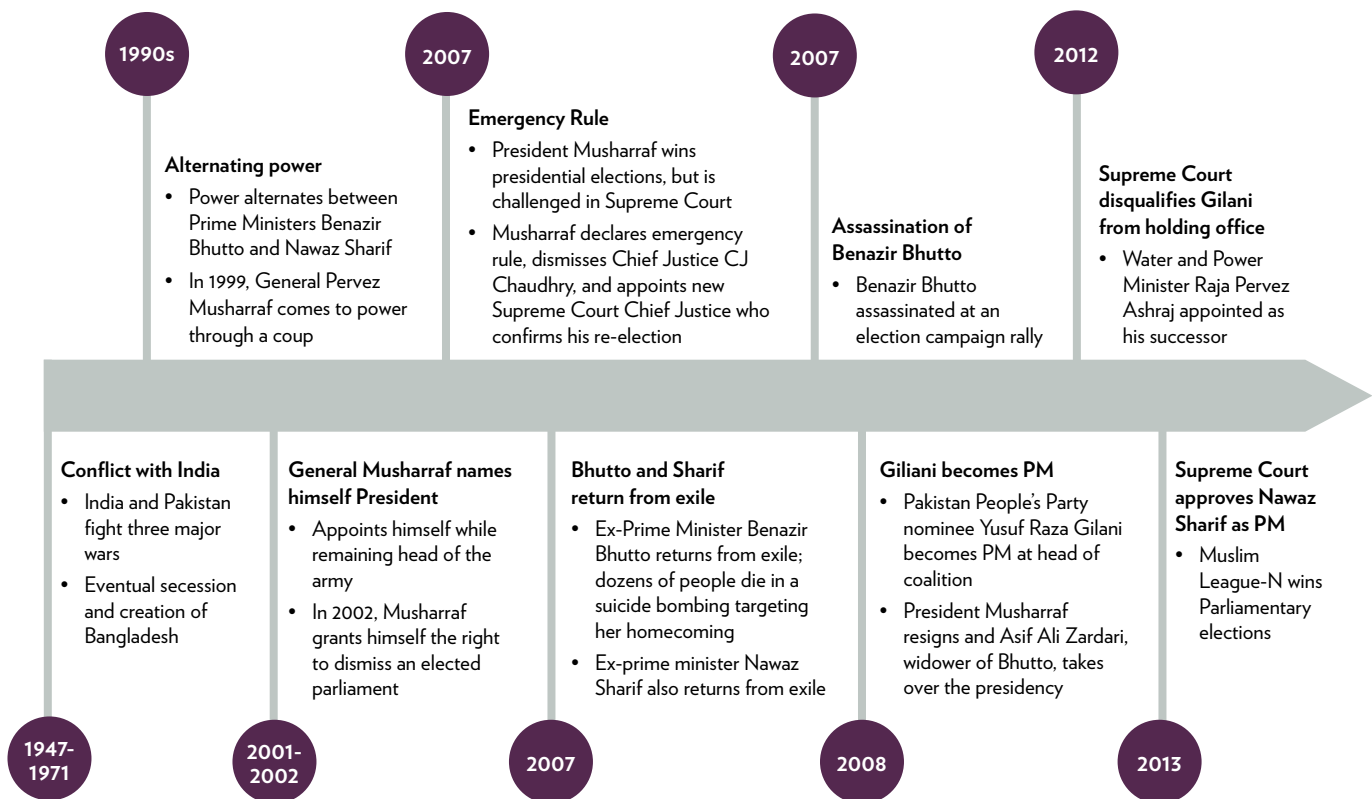 1990s
Alternating power
• Power alternates between
Prime Ministers Benazir
Bhutto and Nawaz Sharif
• In 1999, General Pervez
Musharraf comes to power
through a coup
2007
Emergency Rule
• President Musharraf wins
presidential elections, but is
challenged in Supreme Court
• Musharraf declares emergency
rule, dismisses Chief Justice CJ
Chaudhry, and appoints new
Supreme Court Chief Justice who
confirms his re-election
2007
Assassination of
Benazir Bhutto
• Benazir Bhutto
assassinated at an
election campaign rally
2012
Supreme Court
disqualifies Gilani
from holding office
• Water and Power
Minister Raja Pervez
Ashraj appointed as
his successor
Conflict with India
• India and Pakistan
fight three major
wars
• Eventual secession
and creation of
Bangladesh
1947-
1971
General Musharraf names
himself President
• Appoints himself while
remaining head of the
army
• In 2002, Musharraf
grants himself the right
to dismiss an elected
parliament
2001-
2002
Bhutto and Sharif
return from exile
• Ex-Prime Minister Benazir
Bhutto returns from exile;
dozens of people die in a
suicide bombing targeting
her homecoming
• Ex-prime minister Nawaz
Sharif also returns from exile
2007
Giliani becomes PM
• Pakistan People's Party
nominee Yusuf Raza Gilani
becomes PM at head of
coalition
• President Musharraf
resigns and Asif Ali Zardari,
widower of Bhutto, takes
over the presidency
2008
Supreme Court
approves Nawaz
Sharif as PM
• Muslim
League-N wins
Parliamentary
elections
2013